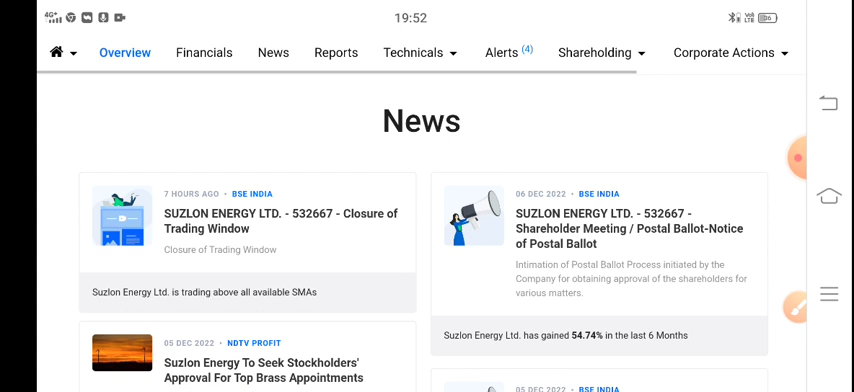 4G+
19:52
Vo) LTE
36
Overview Financials News Reports Technicals Alerts (4) Shareholding Corporate Actions
News
7 HOURS AGO • BSE INDIA
SUZLON ENERGY LTD. - 532667 - Closure of
Trading Window
Closure of Trading Window
Suzlon Energy Ltd. is trading above all available SMAs
06 DEC 2022 • BSE INDIA
SUZLON ENERGY LTD. - 532667 -
Shareholder Meeting / Postal Ballot-Notice
of Postal Ballot
Intimation of Postal Ballot Process initiated by the
Company for obtaining approval of the shareholders for
various matters.
Suzlon Energy Ltd. has gained 54.74% in the last 6 Months
05 DEC 2022 • NDTV PROFIT
Suzlon Energy To Seek Stockholders'
Approval For Top Brass Appointments
05 DEC 2022 • BSE INDIA